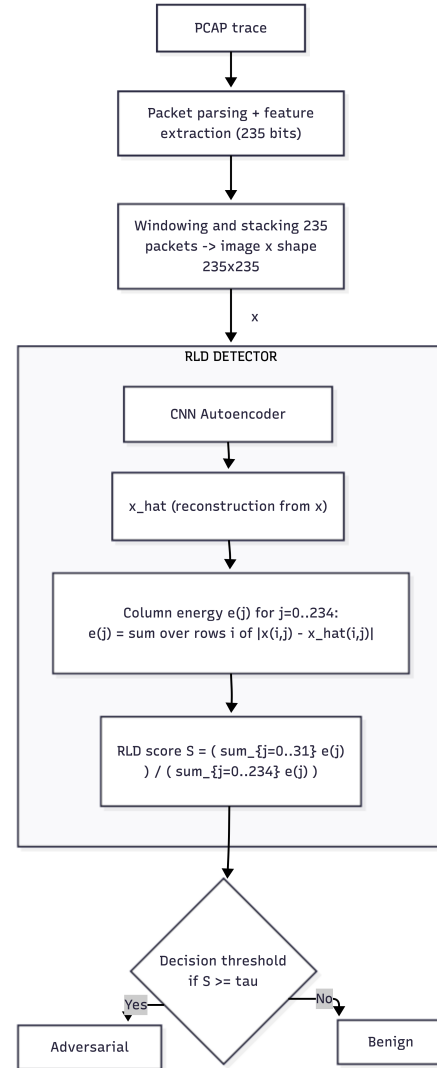 PCAP trace
Packet parsing + feature
extraction (235 bits)
Windowing and stacking 235
packets -> image x shape
235x235
x
RLD DETECTOR
CNN Autoencoder
x_hat (reconstruction from x)
Column energy e(j) for j=0..234:
e(j) = sum over rows i of |x(i,j) - x_hat(i,j)|
RLD score S = ( sum_{j=0..31} e(j)
) / ( sum_{j=0..234} e(j) )
Decision threshold
if S >= tau
Yes
No
Adversarial
Benign